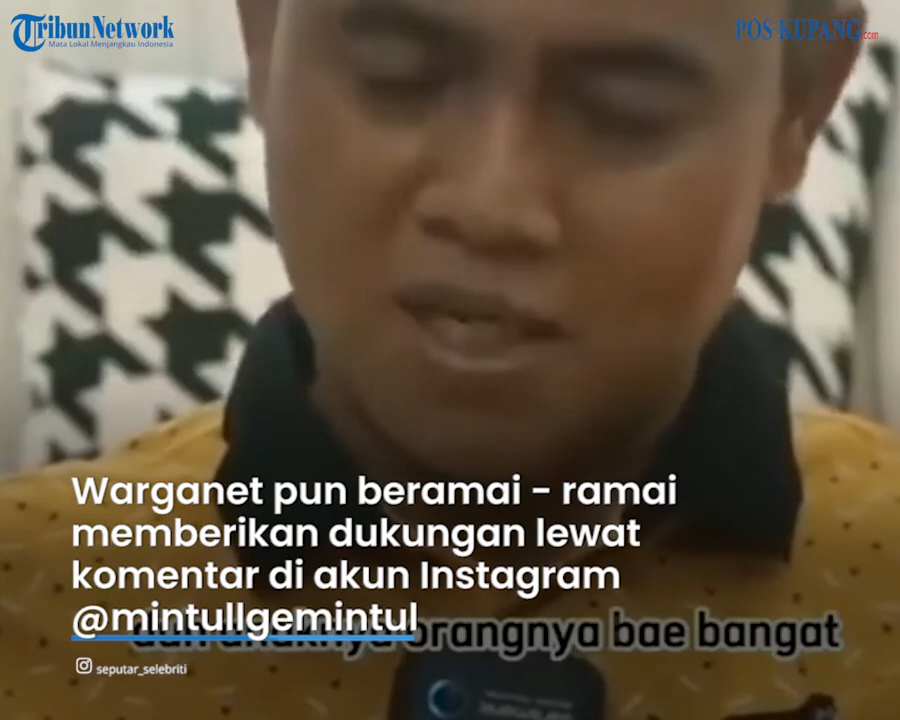 TribunNetwork
Mata Lokal Menjangkau Indonesia
POS-KUPANG.com
Warganet pun beramai - ramai
memberikan dukungan lewat
komentar di akun Instagram
@mintullgemintul
orangnya bae bangat
seputar_selebriti